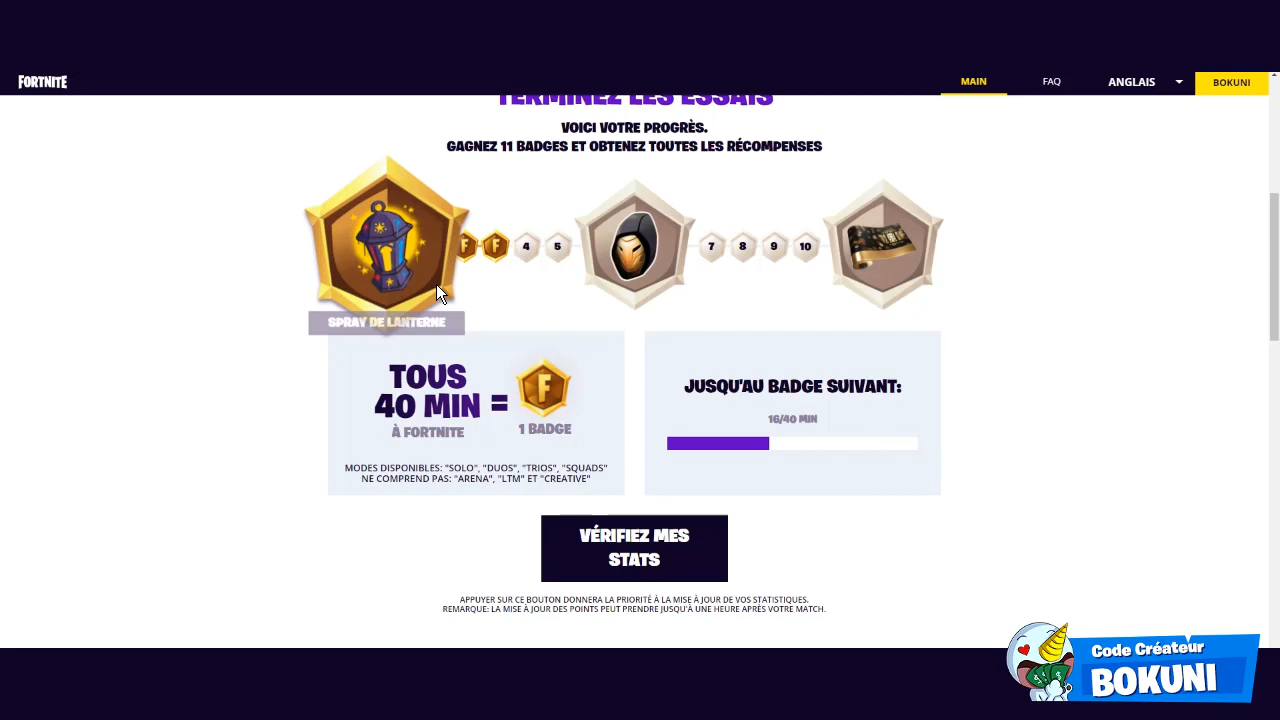 FORTNITE
MAIN
FAQ
ANGLAIS
BOKUNI
TERMINEZ LES ESSAIS
VOICI VOTRE PROGRÈS.
GAGNEZ 11 BADGES ET OBTENEZ TOUTES LES RÉCOMPENSES
F F 4 5 7 8 9 10
SPRAY DE LANTERNE
TOUS
40 MIN =
À FORTNITE
F
1 BADGE
MODES DISPONIBLES: "SOLO", "DUOS", "TRIOS", "SQUADS"
NE COMPREND PAS: "ARENA", "LTM" ET "CREATIVE"
JUSQU'AU BADGE SUIVANT:
16/40 MIN
VÉRIFIEZ MES
STATS
APPUYER SUR CE BOUTON DONNERA LA PRIORITÉ À LA MISE À JOUR DE VOS STATISTIQUES.
REMARQUE: LA MISE À JOUR DES POINTS PEUT PRENDRE JUSQU'À UNE HEURE APRÈS VOTRE MATCH.
Code Créateur
BOKUNI